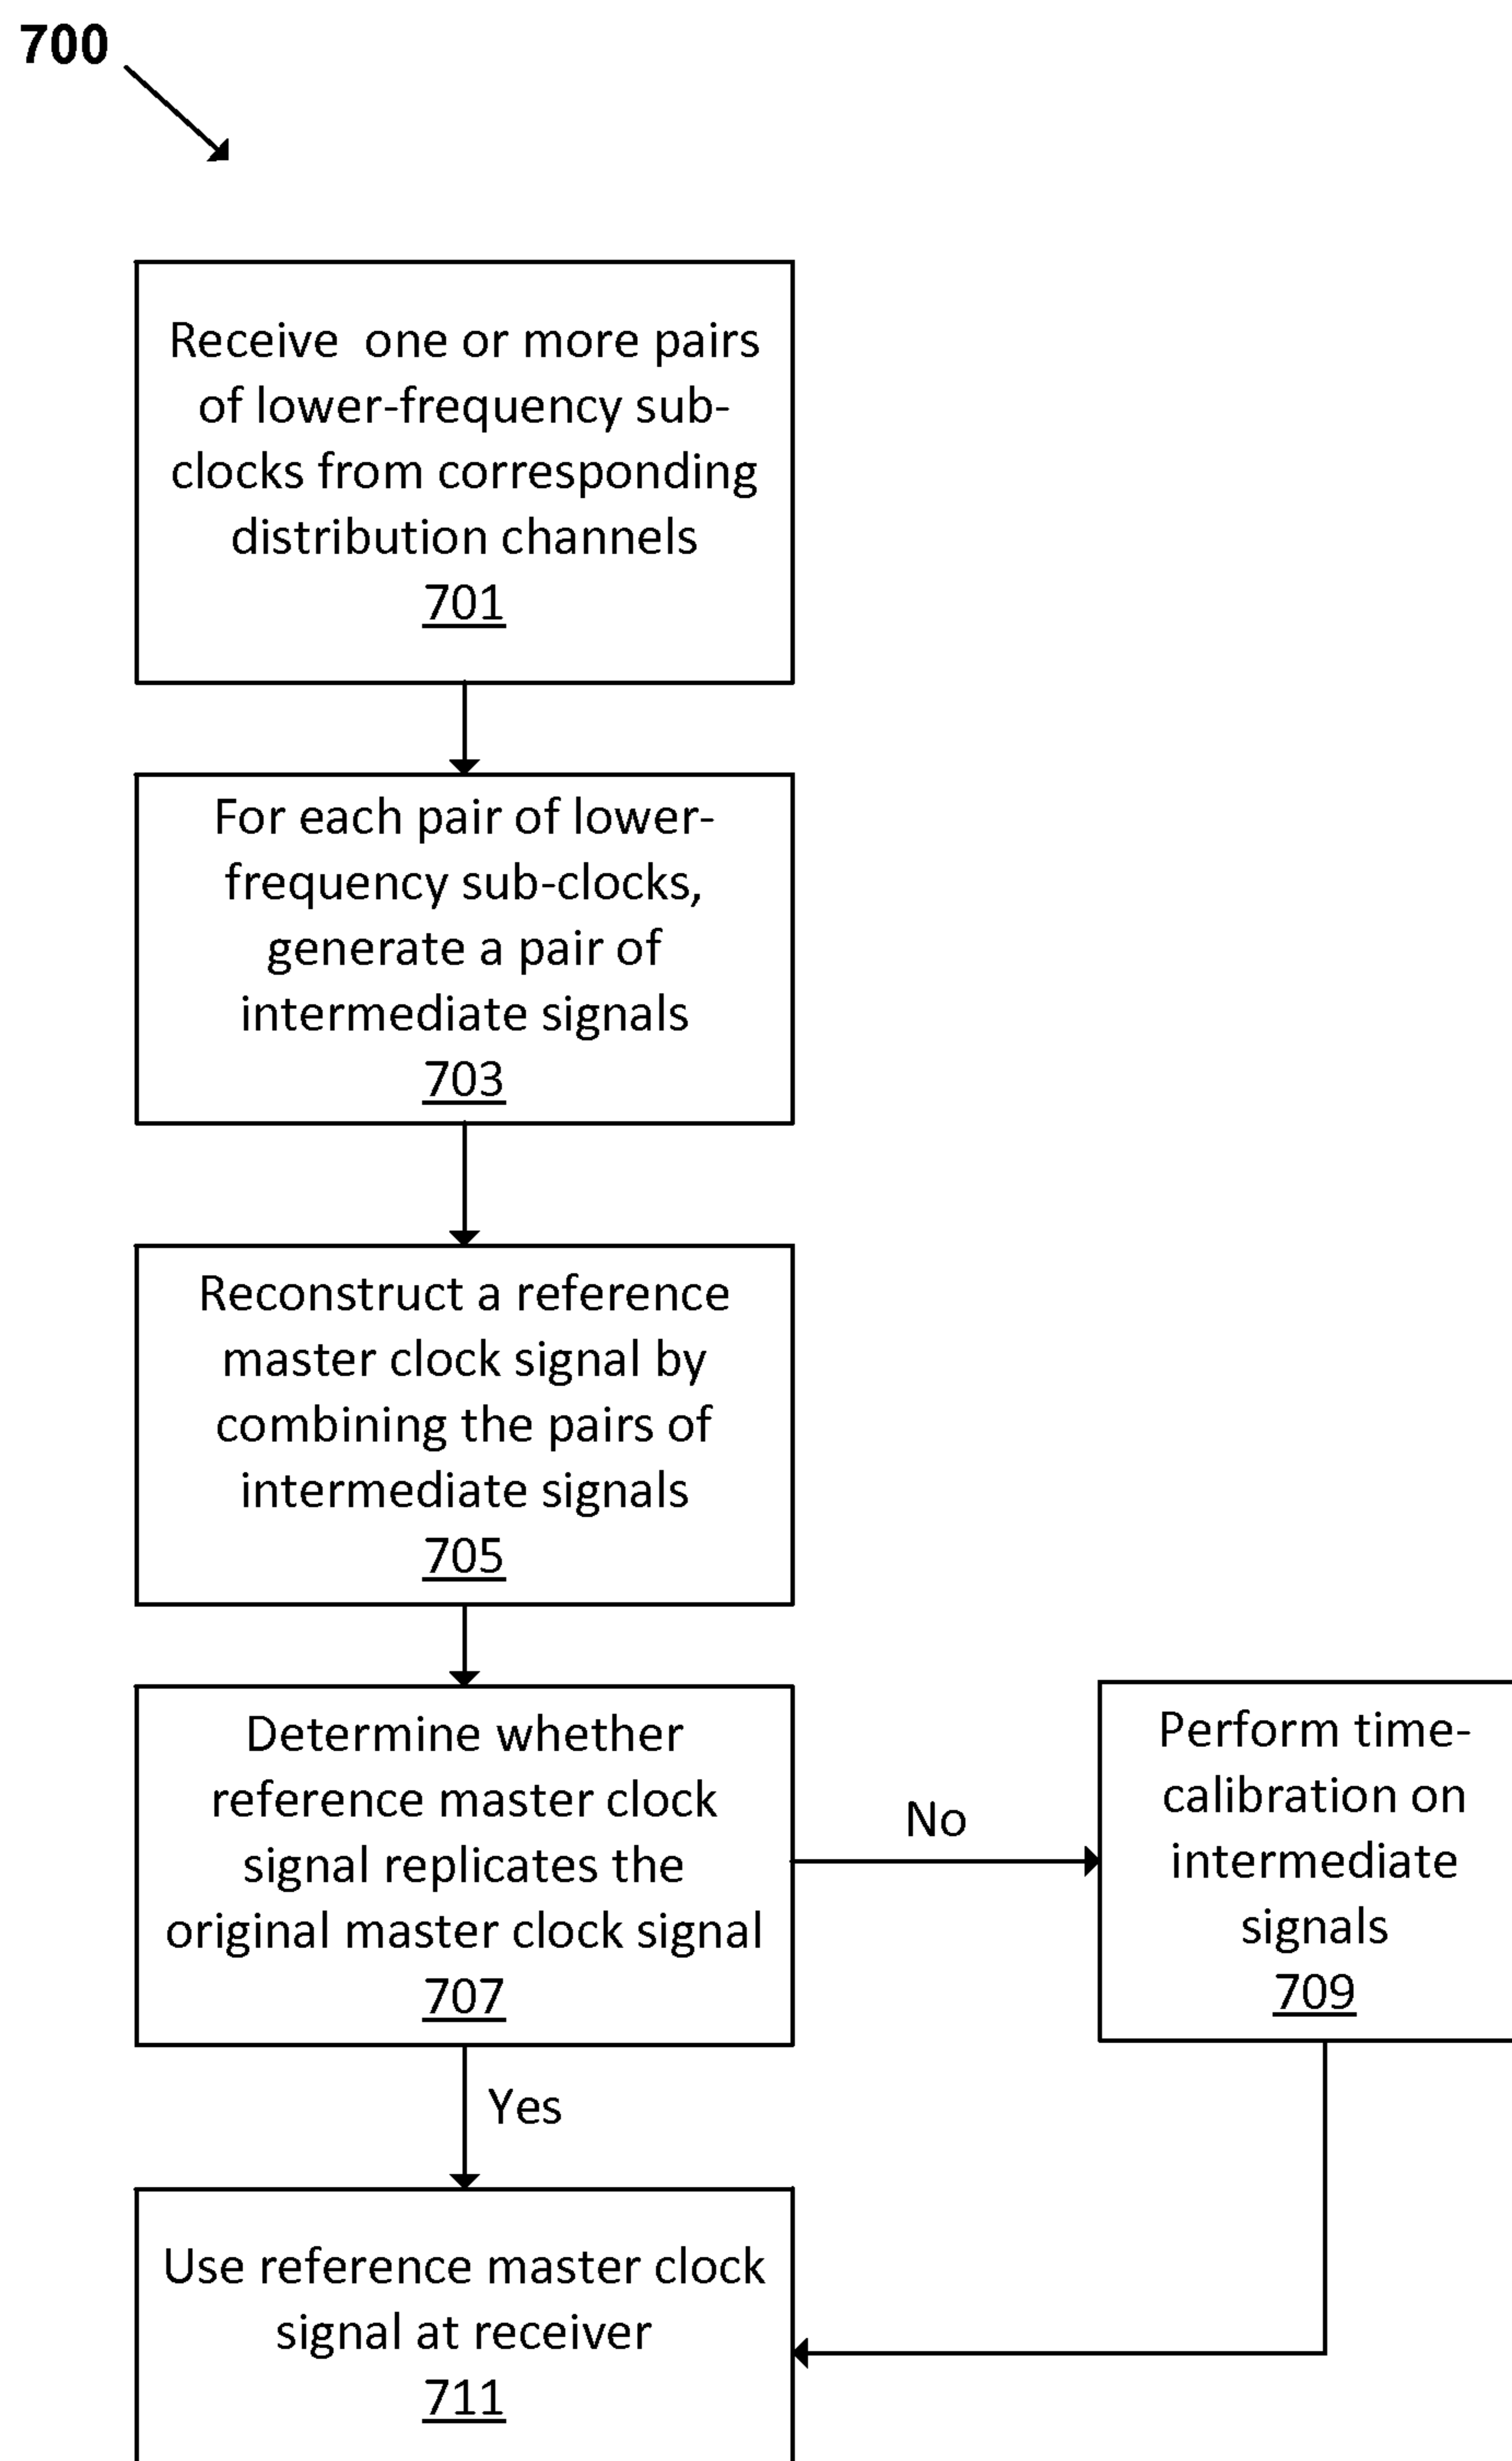 700
Receive one or more pairs
of lower-frequency sub-
clocks from corresponding
distribution channels
701
For each pair of lower-
frequency sub-clocks,
generate a pair of
intermediate signals
703
Reconstruct a reference
master clock signal by
combining the pairs of
intermediate signals
705
Determine whether
reference master clock
signal replicates the
original master clock signal
707
No
Perform time-
calibration on
intermediate
signals
709
Yes
Use reference master clock
signal at receiver
711